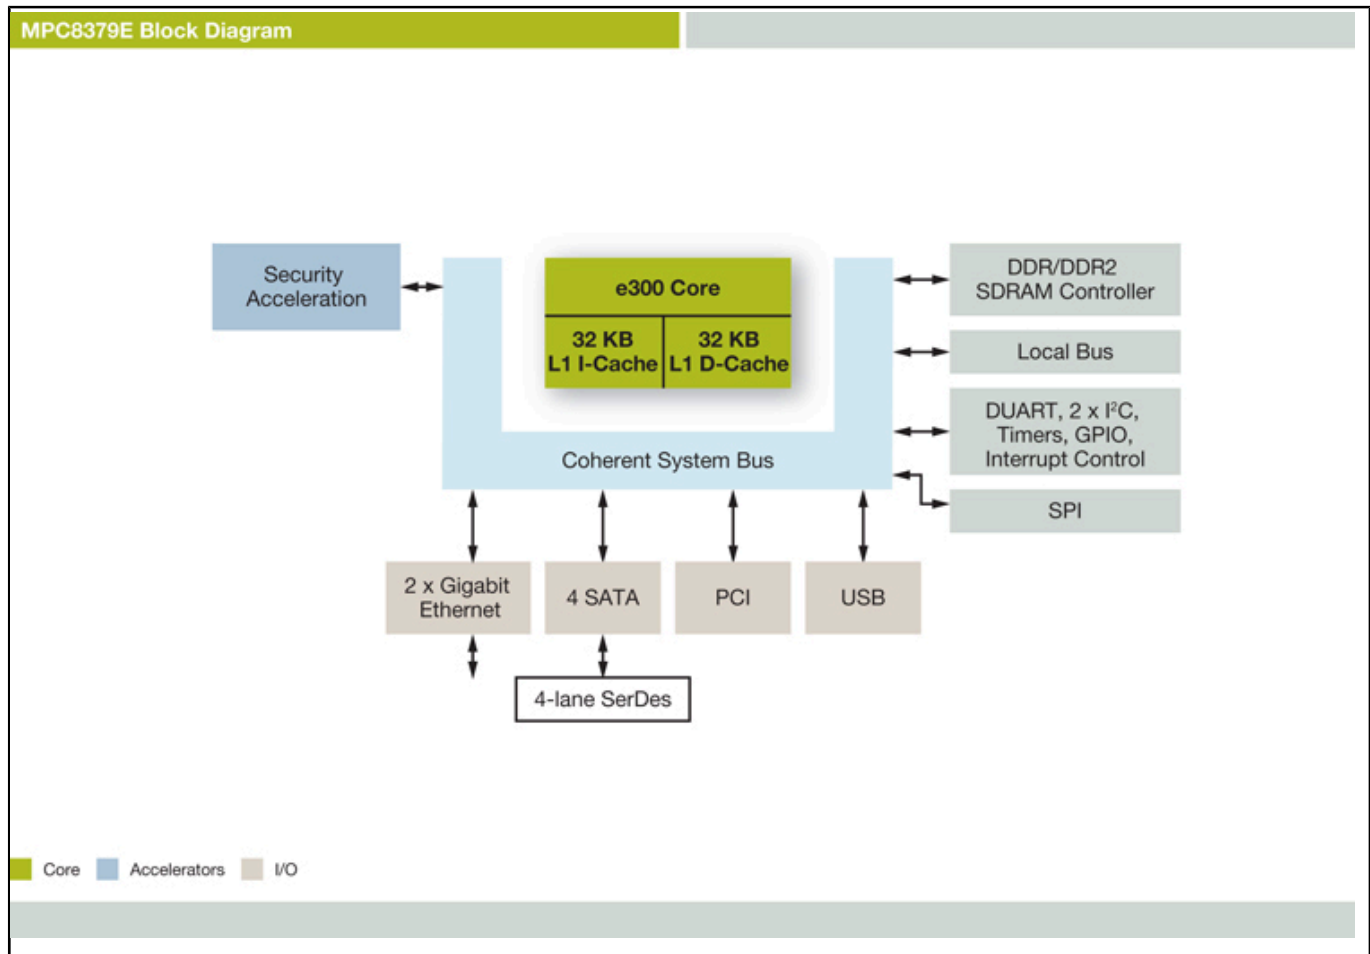 MPC8379E Block Diagram
Security
Acceleration
e300 Core
32 KB
L1 I-Cache
32 KB
L1 D-Cache
Coherent System Bus
DDR/DDR2
SDRAM Controller
Local Bus
DUART, 2 x I²C,
Timers, GPIO,
Interrupt Control
SPI
2 x Gigabit
Ethernet
4 SATA
PCI
USB
4-lane SerDes
Core
Accelerators
I/O